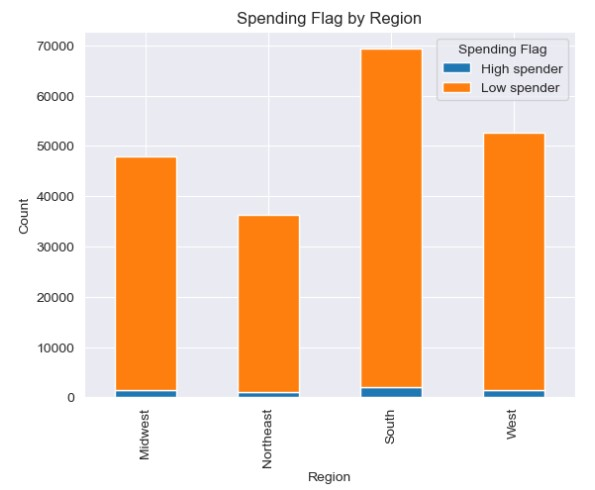 Spending Flag by Region
Spending Flag
High spender
Low spender
70000
60000
50000
40000
30000
20000
10000
0
Count
Midwest
Northeast
South
West
Region